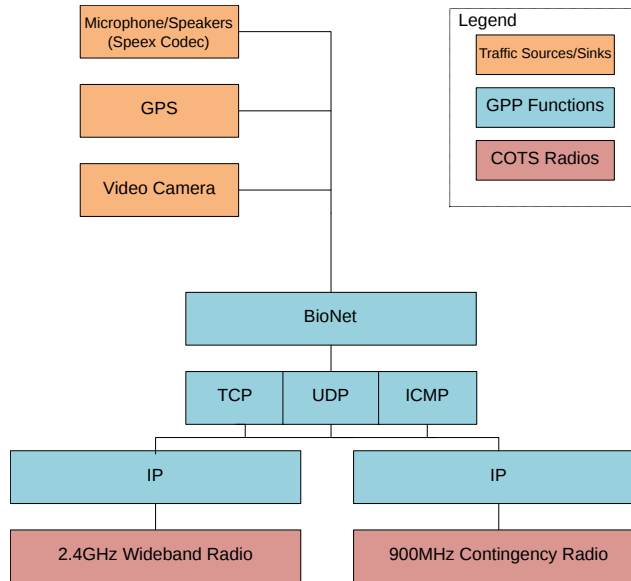 Microphone/Speakers
(Speex Codec)
GPS
Video Camera
Legend
Traffic Sources/Sinks
GPP Functions
COTS Radios
BioNet
TCP
UDP
ICMP
IP
IP
2.4GHz Wideband Radio
900MHz Contingency Radio